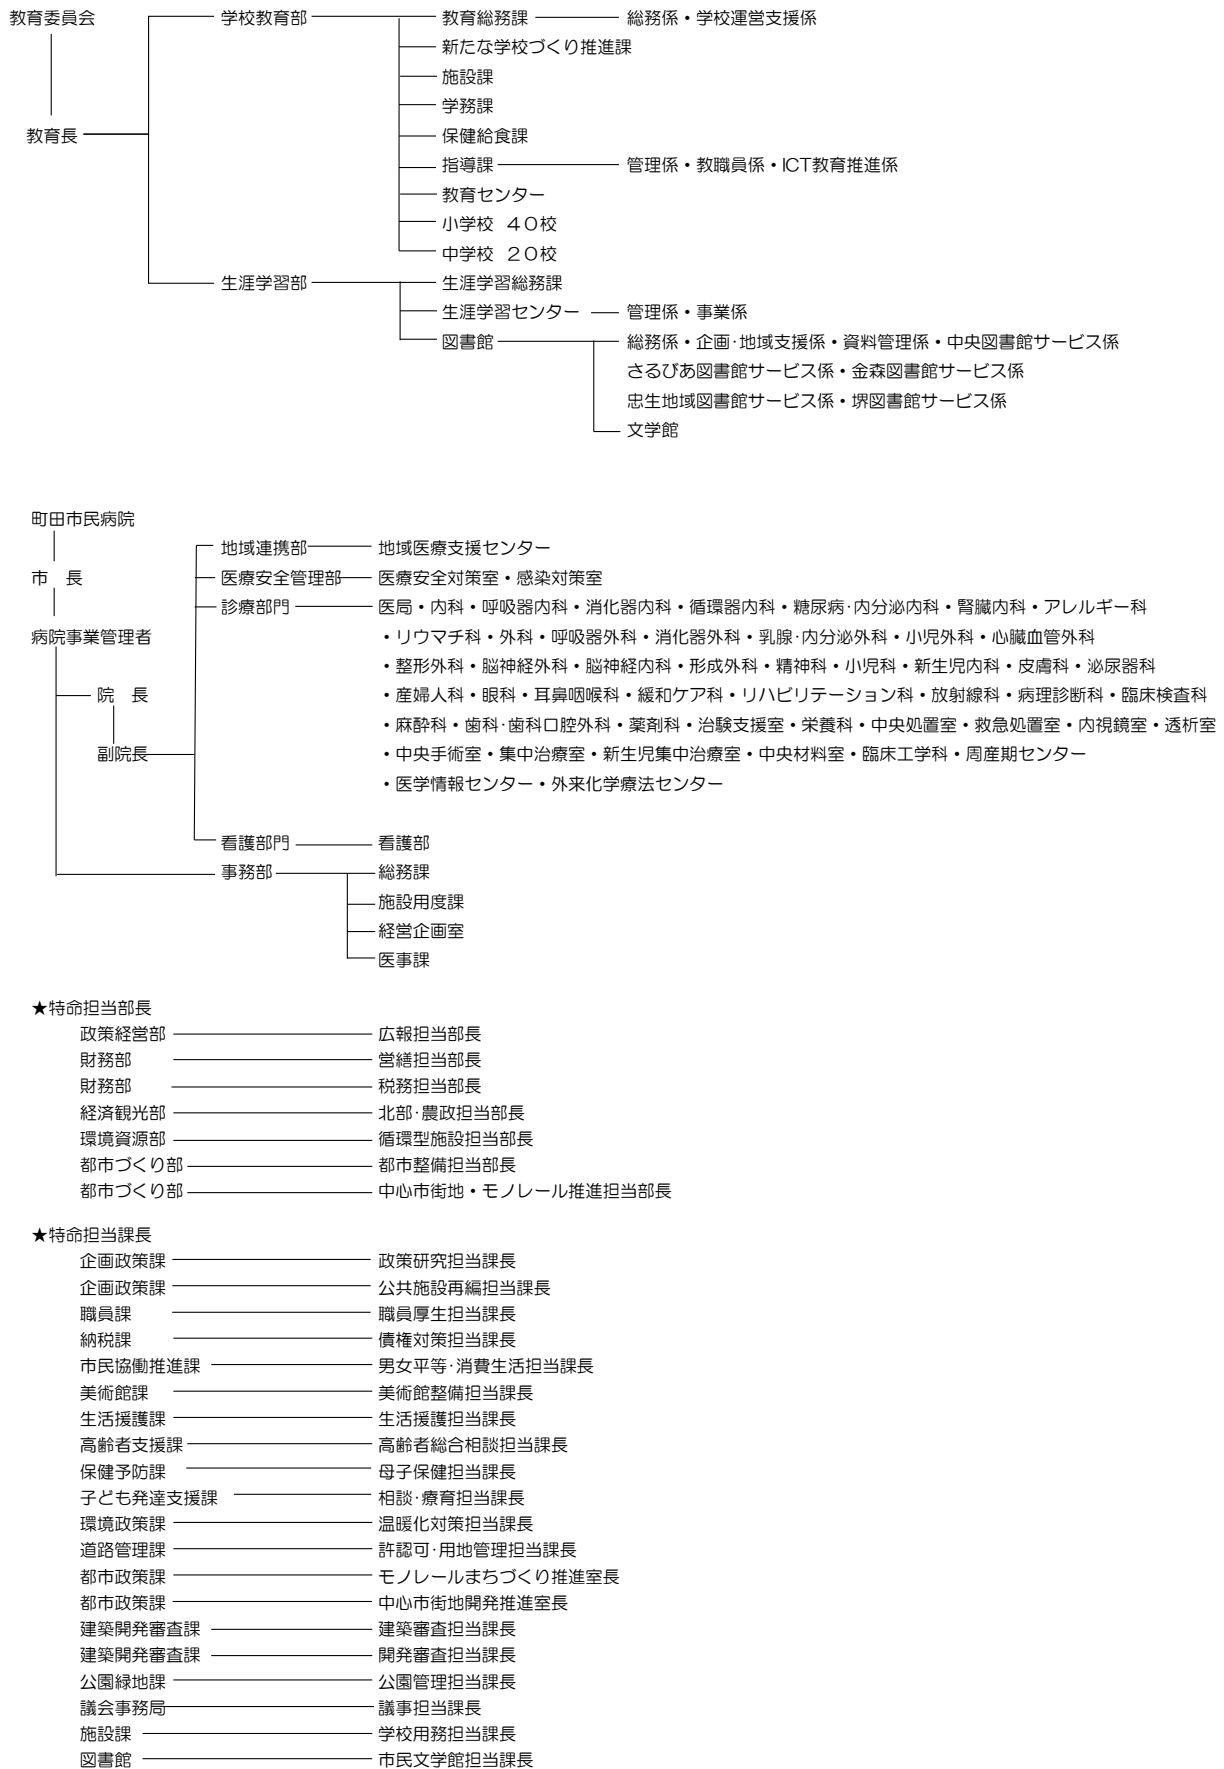 教育委員会 学校教育部 教育総務課 総務係・学校運営支援係
新たな学校づくり推進課
施設課
学務課
教育長 保健給食課
指導課 管理係・教職員係・ICT教育推進係
教育センター
小学校 ４０校
中学校 ２０校
生涯学習部 生涯学習総務課
生涯学習センター 管理係・事業係
図書館 総務係・企画・地域支援係・資料管理係・中央図書館サービス係
さるびあ図書館サービス係・金森図書館サービス係
忠生地域図書館サービス係・堺図書館サービス係
文学館
町田市民病院
地域連携部 地域医療支援センター
市　長 医療安全管理部 医療安全対策室・感染対策室
診療部門 医局・内科・呼吸器内科・消化器内科・循環器内科・糖尿病・内分泌内科・腎臓内科・アレルギー科
病院事業管理者 ・リウマチ科・外科・呼吸器外科・消化器外科・乳腺・内分泌外科・小児外科・心臓血管外科
・整形外科・脳神経外科・脳神経内科・形成外科・精神科・小児科・新生児内科・皮膚科・泌尿器科
院　長 ・産婦人科・眼科・耳鼻咽喉科・緩和ケア科・リハビリテーション科・放射線科・病理診断科・臨床検査科
・麻酔科・歯科・歯科口腔外科・薬剤科・治験支援室・栄養科・中央処置室・救急処置室・内視鏡室・透析室
副院長 ・中央手術室・集中治療室・新生児集中治療室・中央材料室・臨床工学科・周産期センター
・医学情報センター・外来化学療法センター
看護部門 看護部
事務部 総務課
施設用度課
経営企画室
医事課
★特命担当部長
政策経営部 広報担当部長
財務部 営繕担当部長
財務部 税務担当部長
経済観光部 北部・農政担当部長
環境資源部 循環型施設担当部長
都市づくり部 都市整備担当部長
都市づくり部 中心市街地・モノレール推進担当部長
★特命担当課長
企画政策課 政策研究担当課長
企画政策課 公共施設再編担当課長
職員課 職員厚生担当課長
納税課 債権対策担当課長
市民協働推進課 男女平等・消費生活担当課長
美術館課 美術館整備担当課長
生活援護課 生活援護担当課長
高齢者支援課 高齢者総合相談担当課長
保健予防課 母子保健担当課長
子ども発達支援課 相談・療育担当課長
環境政策課 温暖化対策担当課長
道路管理課 許認可・用地管理担当課長
都市政策課 モノレールまちづくり推進室長
都市政策課 中心市街地開発推進室長
建築開発審査課 建築審査担当課長
建築開発審査課 開発審査担当課長
公園緑地課 公園管理担当課長
議会事務局 議事担当課長
施設課 学校用務担当課長
図書館 市民文学館担当課長